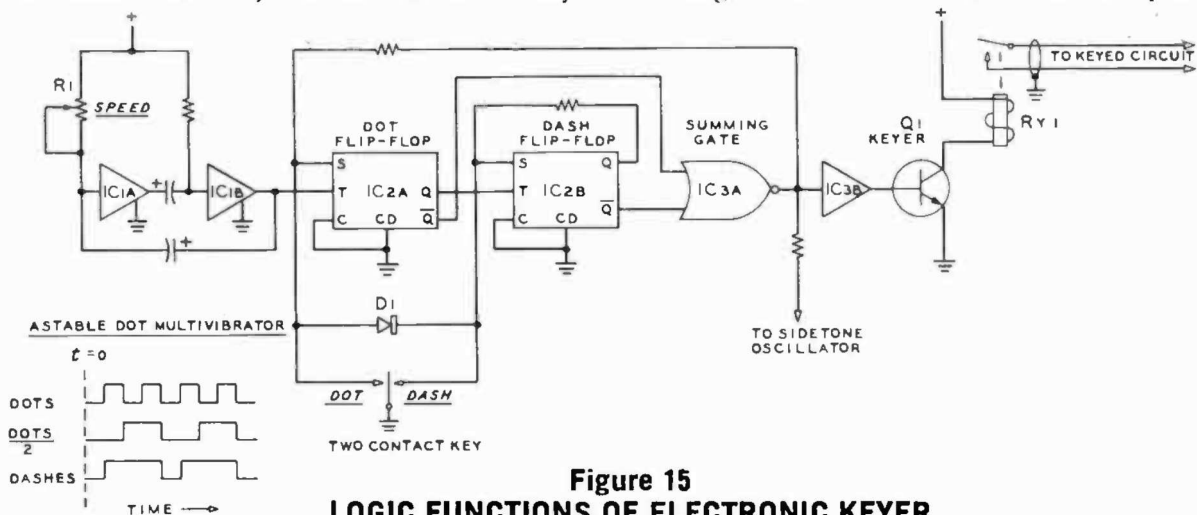 +
+
TO KEYED CIRCUIT
R1
SPEED
DOT
FLIP-FLOP
DASH
FLIP-FLOP
SUMMING
GATE
Q1
KEYER
RY1
S
S
Q
IC1A
+
IC1B
T
IC2A
Q
T
IC2B
Q̅
IC3A
IC3B
C
CD
Q̅
C
CD
+
D1
ASTABLE DOT MULTIVIBRATOR
TO SIDETONE
OSCILLATOR
t=0
DOT
DASH
DOTS
DOTS
2
TWO CONTACT KEY
DASHES
TIME →
Figure 15
LOGIC FUNCTIONS OF ELECTRONIC KEYER